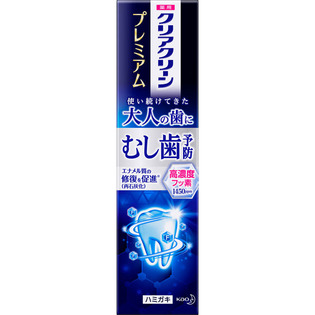 薬用
クリアクリーン
プレミアム
使い続けてきた
大人の歯に
むし歯予防
エナメル質の
修復を促進*
(再石灰化)
高濃度
フッ素
1450ppm
F
F
F
ハミガキ
Kao